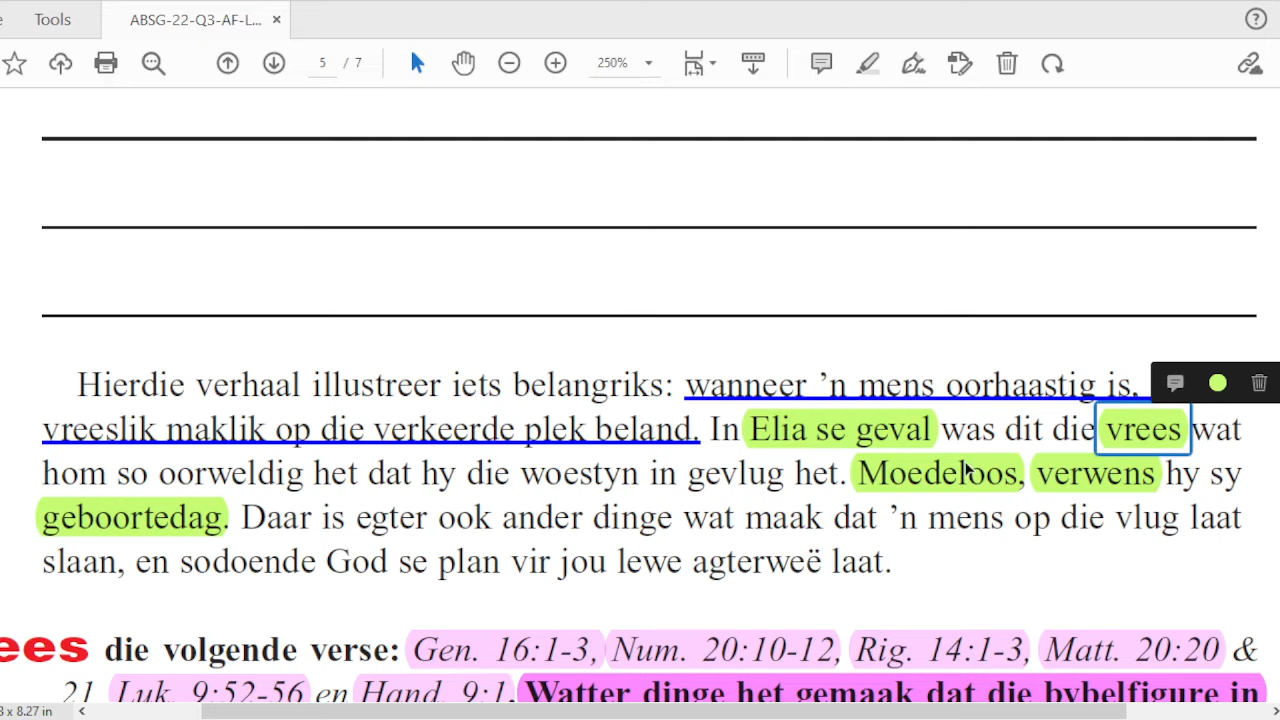 e Tools ABSG-22-Q3-AF-L... ×
5 / 7 250%
Hierdie verhaal illustreer iets belangriks: wanneer ’n mens oorhaastig is,
vreeslik maklik op die verkeerde plek beland. In Elia se geval was dit die vrees wat
hom so oorweldig het dat hy die woestyn in gevlug het. Moedeloos, verwens hy sy
geboortedag. Daar is egter ook ander dinge wat maak dat ’n mens op die vlug laat
slaan, en sodoende God se plan vir jou lewe agterweë laat.
ees die volgende verse: Gen. 16:1-3, Num. 20:10-12, Rig. 14:1-3, Matt. 20:20 &
21 Luk. 9:52-56 en Hand. 9:1. Watter dinge het gemaak dat die bybelfigure in
8.27 in